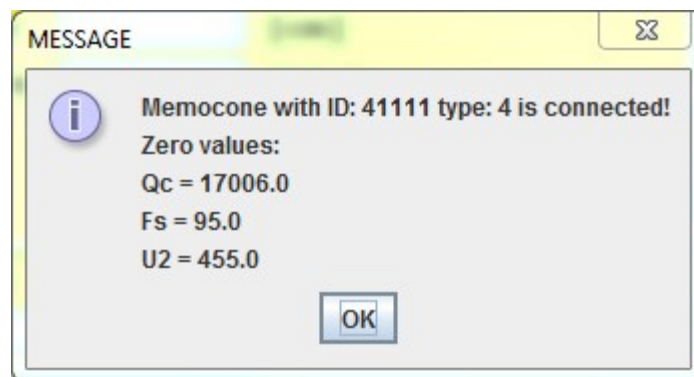 MESSAGE
Memocone with ID: 41111 type: 4 is connected!
Zero values:
Qc = 17006.0
Fs = 95.0
U2 = 455.0
OK